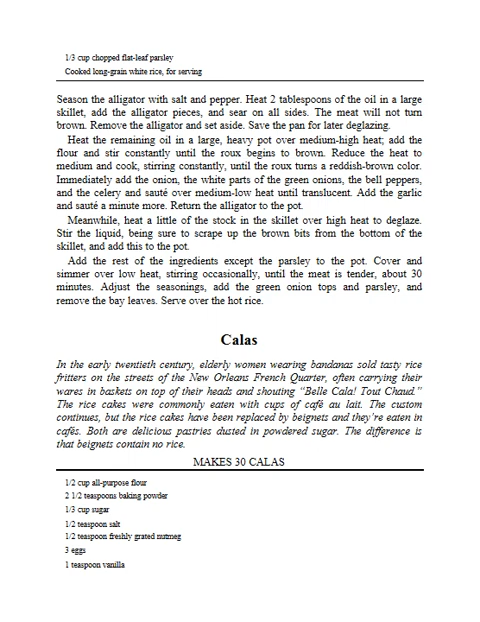 1/3 cup chopped flat-leaf parsley
Cooked long-grain white rice, for serving
Season the alligator with salt and pepper. Heat 2 tablespoons of the oil in a large
skillet, add the alligator pieces, and sear on all sides. The meat will not turn
brown. Remove the alligator and set aside. Save the pan for later deglazing.
Heat the remaining oil in a large, heavy pot over medium-high heat; add the
flour and stir constantly until the roux begins to brown. Reduce the heat to
medium and cook, stirring constantly, until the roux turns a reddish-brown color.
Immediately add the onion, the white parts of the green onions, the bell peppers,
and the celery and sauté over medium-low heat until translucent. Add the garlic
and sauté a minute more. Return the alligator to the pot.
Meanwhile, heat a little of the stock in the skillet over high heat to deglaze.
Stir the liquid, being sure to scrape up the brown bits from the bottom of the
skillet, and add this to the pot.
Add the rest of the ingredients except the parsley to the pot. Cover and
simmer over low heat, stirring occasionally, until the meat is tender, about 30
minutes. Adjust the seasonings, add the green onion tops and parsley, and
remove the bay leaves. Serve over the hot rice.
Calas
In the early twentieth century, elderly women wearing bandanas sold tasty rice
fritters on the streets of the New Orleans French Quarter, often carrying their
wares in baskets on top of their heads and shouting “Belle Cala! Tout Chaud.”
The rice cakes were commonly eaten with cups of café au lait. The custom
continues, but the rice cakes have been replaced by beignets and they’re eaten in
cafés. Both are delicious pastries dusted in powdered sugar. The difference is
that beignets contain no rice.
MAKES 30 CALAS
1/2 cup all-purpose flour
2 1/2 teaspoons baking powder
1/3 cup sugar
1/2 teaspoon salt
1/2 teaspoon freshly grated nutmeg
3 eggs
1 teaspoon vanilla